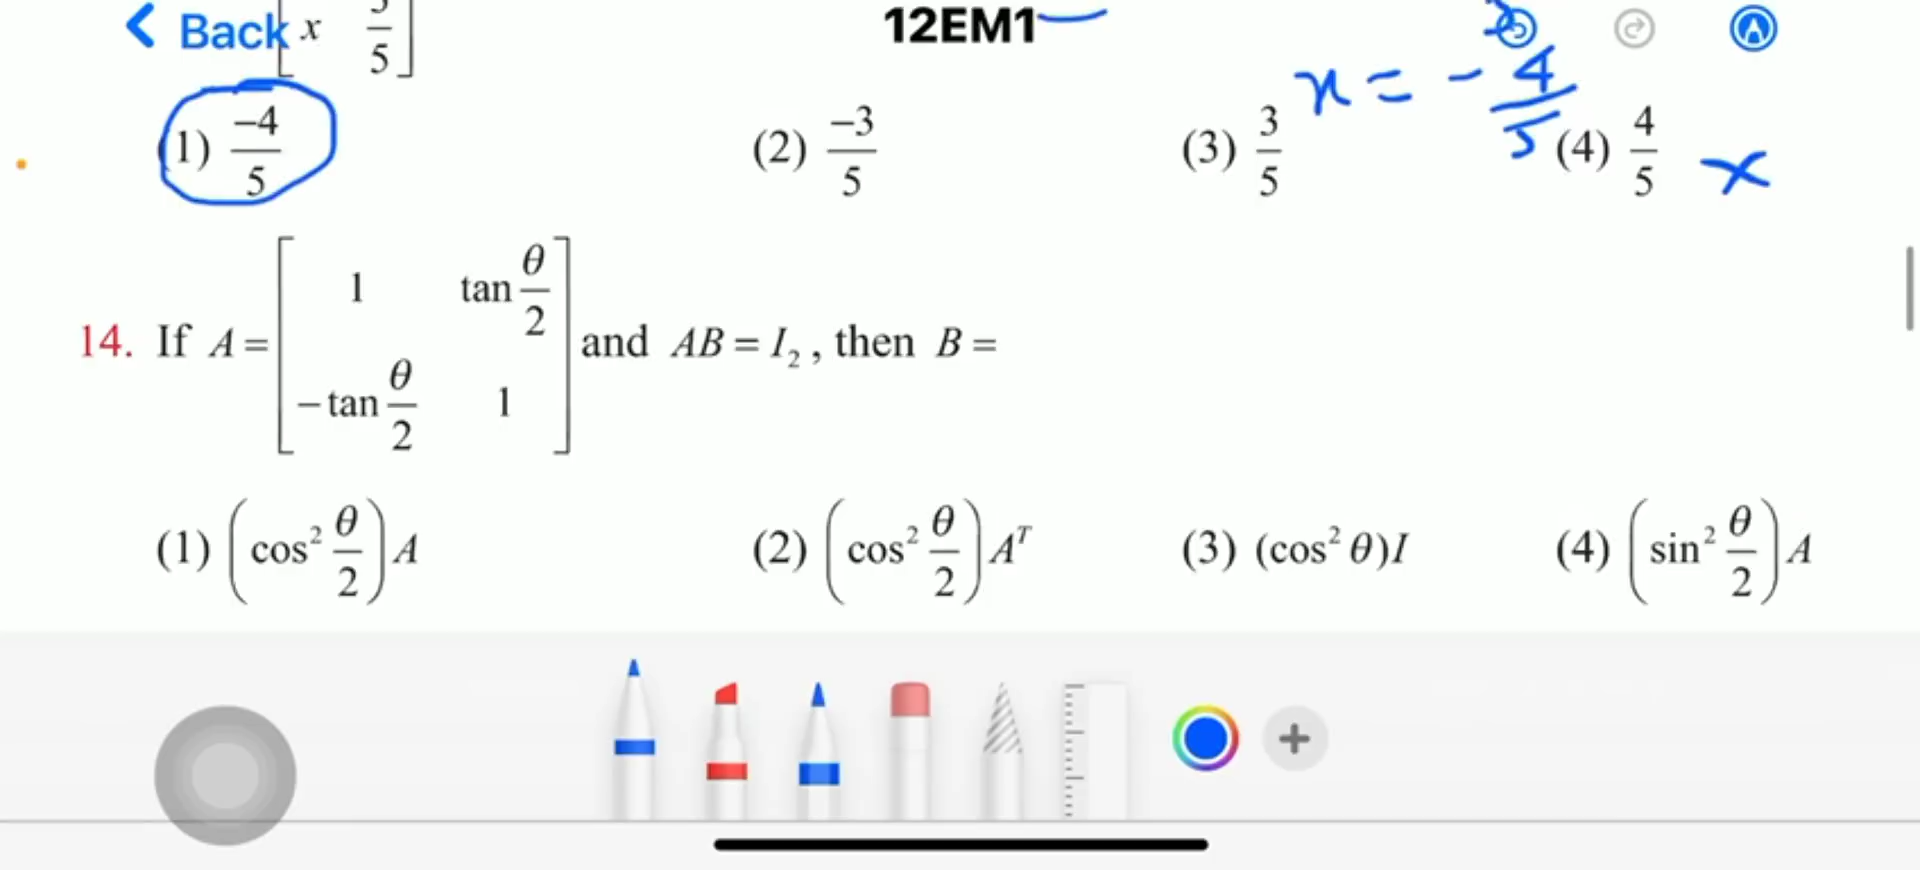 Back x 3/5 12EM1
x = - 4/5
(1) -4/5 (2) -3/5 (3) 3/5 (4) 4/5 x
14. If A = [ 1 tan θ/2 -tan θ/2 1 ] and AB = I₂, then B =
(1) (cos² θ/2) A (2) (cos² θ/2) Aᵀ (3) (cos² θ)I (4) (sin² θ/2) A